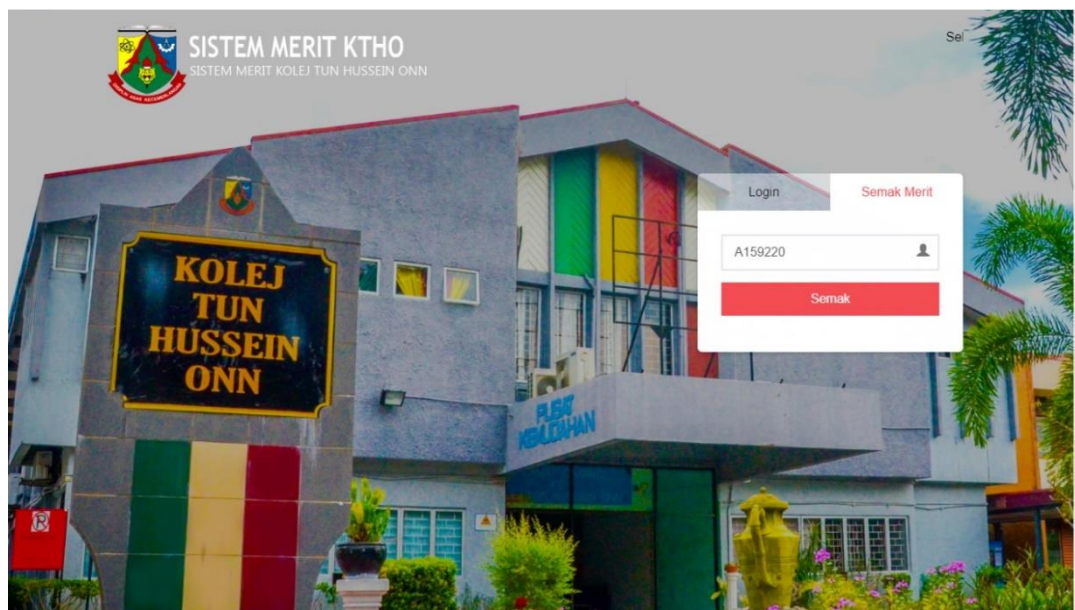 SISTEM MERIT KTHO
SISTEM MERIT KOLEJ TUN HUSSEIN ONN
Sel
Login
Semak Merit
A159220
Semak
KOLEJ
TUN
HUSSEIN
ONN
PUSAT
KEMUDAHAN